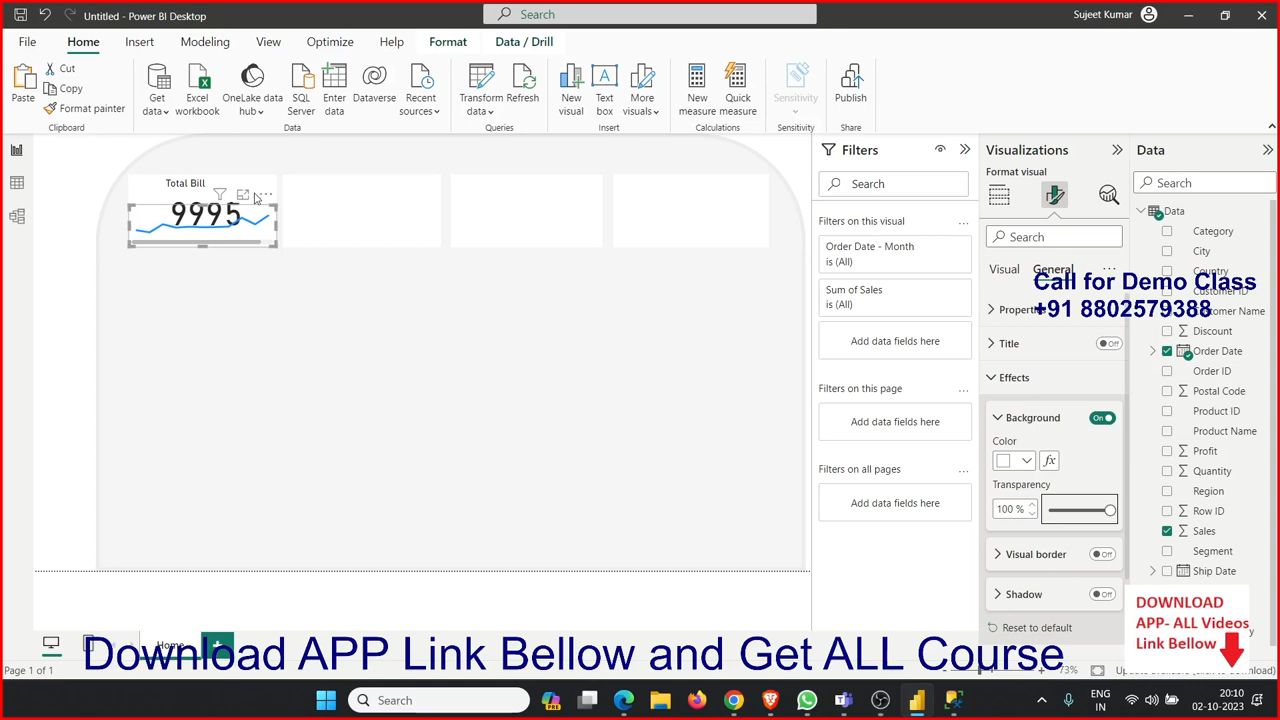 Untitled - Power BI Desktop
Search
Sujeet Kumar
File
Home
Insert
Modeling
View
Optimize
Help
Format
Data / Drill
Paste
Cut
Copy
Format painter
Clipboard
Get data
Excel workbook
OneLake data hub
SQL Server
Enter data
Dataverse
Recent sources
Data
Transform data
Refresh
Queries
New visual
Text box
More visuals
Insert
New measure
Quick measure
Calculations
Sensitivity
Sensitivity
Publish
Share
Total Bill
9995
Filters
Search
Filters on this visual
Order Date - Month
is (All)
Sum of Sales
is (All)
Add data fields here
Filters on this page
Add data fields here
Filters on all pages
Add data fields here
Visualizations
Format visual
Search
Visual
General
Title
Off
Effects
Background
On
Color
fx
Transparency
100 %
Visual border
Off
Shadow
Off
Reset to default
Data
Search
Data
Category
City
Country
Call for Demo Class
+91 8802579388
Discount
Order Date
Order ID
Postal Code
Product ID
Product Name
Profit
Quantity
Region
Row ID
Sales
Segment
Ship Date
DOWNLOAD
APP- ALL Videos
Link Bellow
Home
Download APP Link Bellow and Get ALL Course
Page 1 of 1
73%
Search
ENG
IN
20:10
02-10-2023